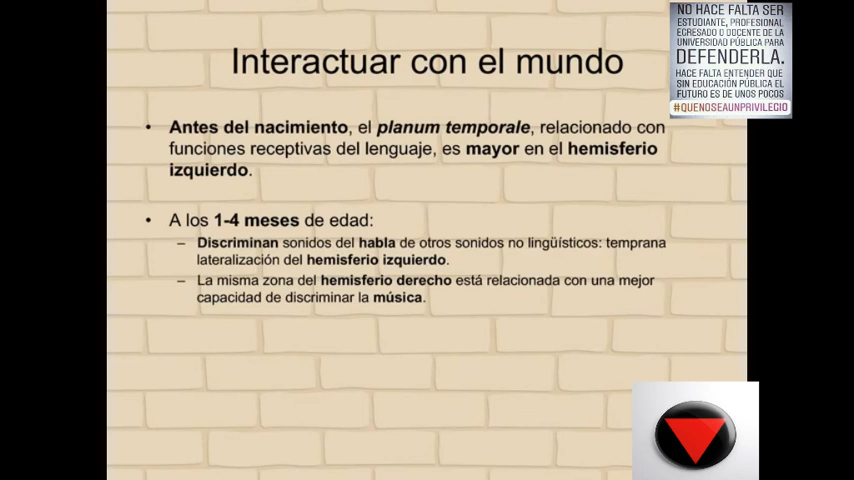 Interactuar con el mundo
• Antes del nacimiento, el planum temporale, relacionado con
funciones receptivas del lenguaje, es mayor en el hemisferio
izquierdo.
• A los 1-4 meses de edad:
– Discriminan sonidos del habla de otros sonidos no lingüísticos: temprana
lateralización del hemisferio izquierdo.
– La misma zona del hemisferio derecho está relacionada con una mejor
capacidad de discriminar la música.
NO HACE FALTA SER
ESTUDIANTE, PROFESIONAL
EGRESADO O DOCENTE DE LA
UNIVERSIDAD PÚBLICA PARA
DEFENDERLA.
HACE FALTA ENTENDER QUE
SIN EDUCACIÓN PÚBLICA EL
FUTURO ES DE UNOS POCOS
#QUENOSEAUNPRIVILEGIO